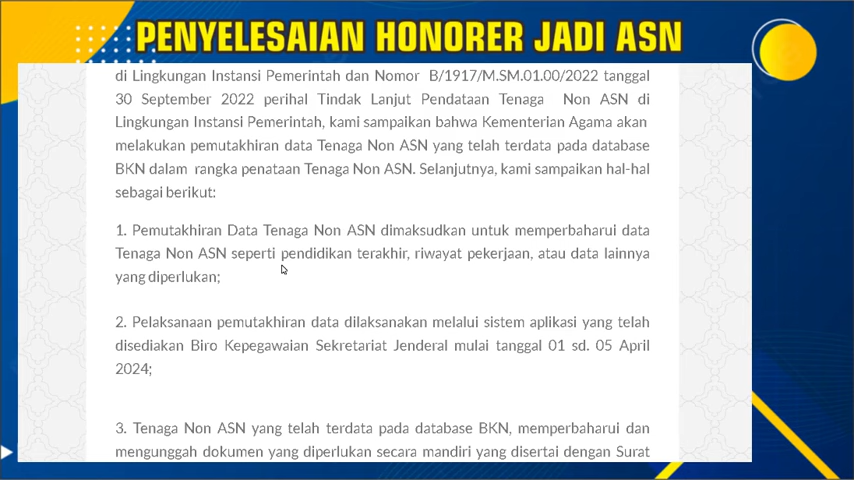 PENYELESAIAN HONORER JADI ASN
di Lingkungan Instansi Pemerintah dan Nomor B/1917/M.SM.01.00/2022 tanggal
30 September 2022 perihal Tindak Lanjut Pendataan Tenaga Non ASN di
Lingkungan Instansi Pemerintah, kami sampaikan bahwa Kementerian Agama akan
melakukan pemutakhiran data Tenaga Non ASN yang telah terdata pada database
BKN dalam rangka penataan Tenaga Non ASN. Selanjutnya, kami sampaikan hal-hal
sebagai berikut:
1. Pemutakhiran Data Tenaga Non ASN dimaksudkan untuk memperbaharui data
Tenaga Non ASN seperti pendidikan terakhir, riwayat pekerjaan, atau data lainnya
yang diperlukan;
2. Pelaksanaan pemutakhiran data dilaksanakan melalui sistem aplikasi yang telah
disediakan Biro Kepegawaian Sekretariat Jenderal mulai tanggal 01 sd. 05 April
2024;
3. Tenaga Non ASN yang telah terdata pada database BKN, memperbaharui dan
mengunggah dokumen yang diperlukan secara mandiri yang disertai dengan Surat